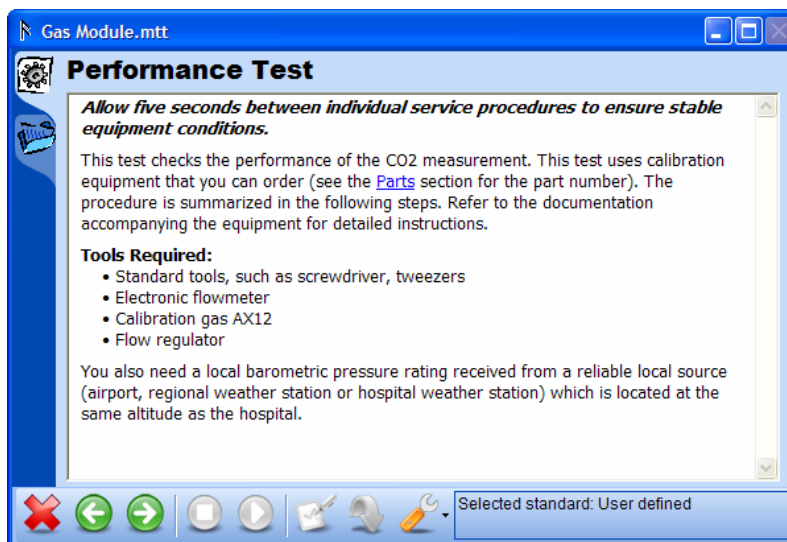 Gas Module.mtt
Performance Test
Allow five seconds between individual service procedures to ensure stable
equipment conditions.
This test checks the performance of the CO2 measurement. This test uses calibration
equipment that you can order (see the Parts section for the part number). The
procedure is summarized in the following steps. Refer to the documentation
accompanying the equipment for detailed instructions.
Tools Required:
• Standard tools, such as screwdriver, tweezers
• Electronic flowmeter
• Calibration gas AX12
• Flow regulator
You also need a local barometric pressure rating received from a reliable local source
(airport, regional weather station or hospital weather station) which is located at the
same altitude as the hospital.
Selected standard: User defined